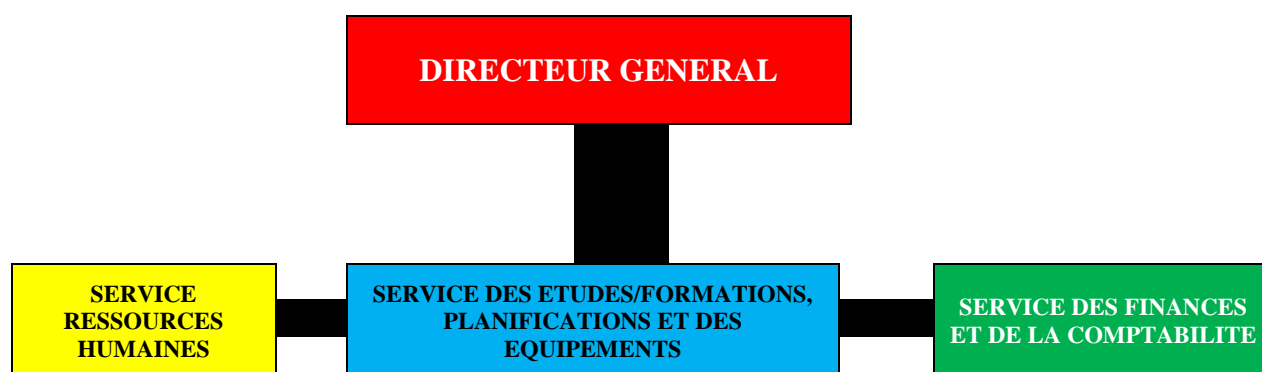 DIRECTEUR GENERAL
SERVICE
RESSOURCES
HUMAINES
SERVICE DES ETUDES/FORMATIONS,
PLANIFICATIONS ET DES
EQUIPEMENTS
SERVICE DES FINANCES
ET DE LA COMPTABILITE